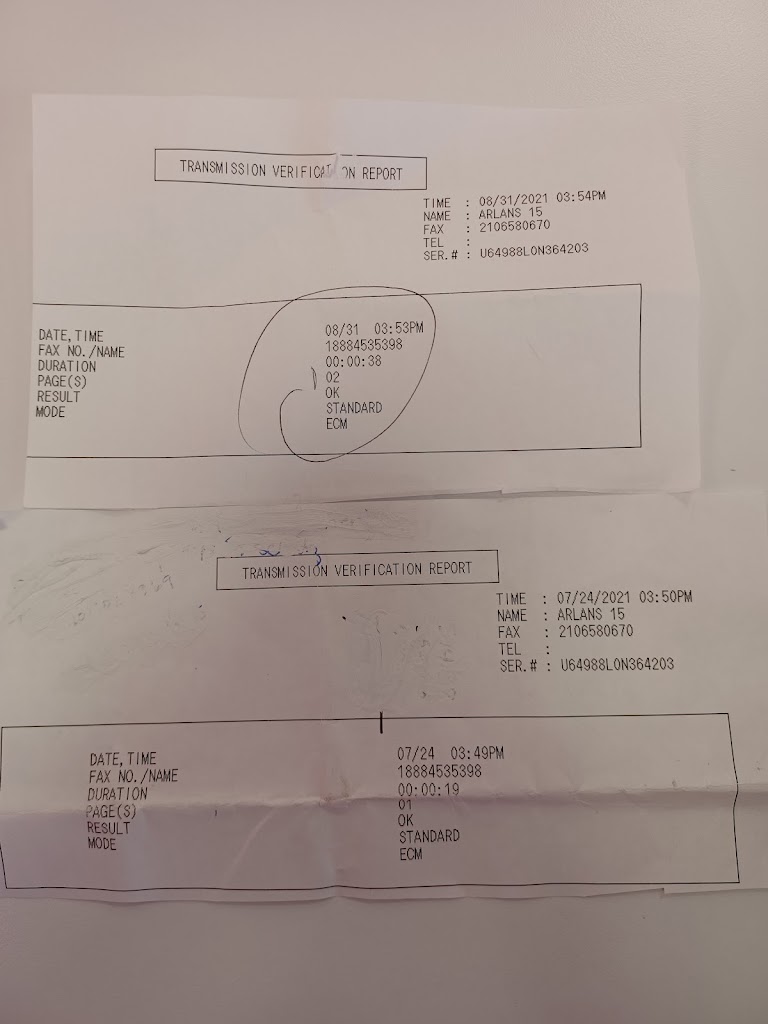 TRANSMISSION VERIFICATION REPORT
TIME : 08/31/2021 03:54PM
NAME : ARLANS 15
FAX : 2106580670
TEL :
SER.# : U64988L0N364203
DATE,TIME 08/31 03:53PM
FAX NO./NAME 18884535398
DURATION 00:00:38
PAGE(S) 02
RESULT OK
MODE STANDARD
ECM
TRANSMISSION VERIFICATION REPORT
TIME : 07/24/2021 03:50PM
NAME : ARLANS 15
FAX : 2106580670
TEL :
SER.# : U64988L0N364203
DATE,TIME 07/24 03:49PM
FAX NO./NAME 18884535398
DURATION 00:00:19
PAGE(S) 01
RESULT OK
MODE STANDARD
ECM